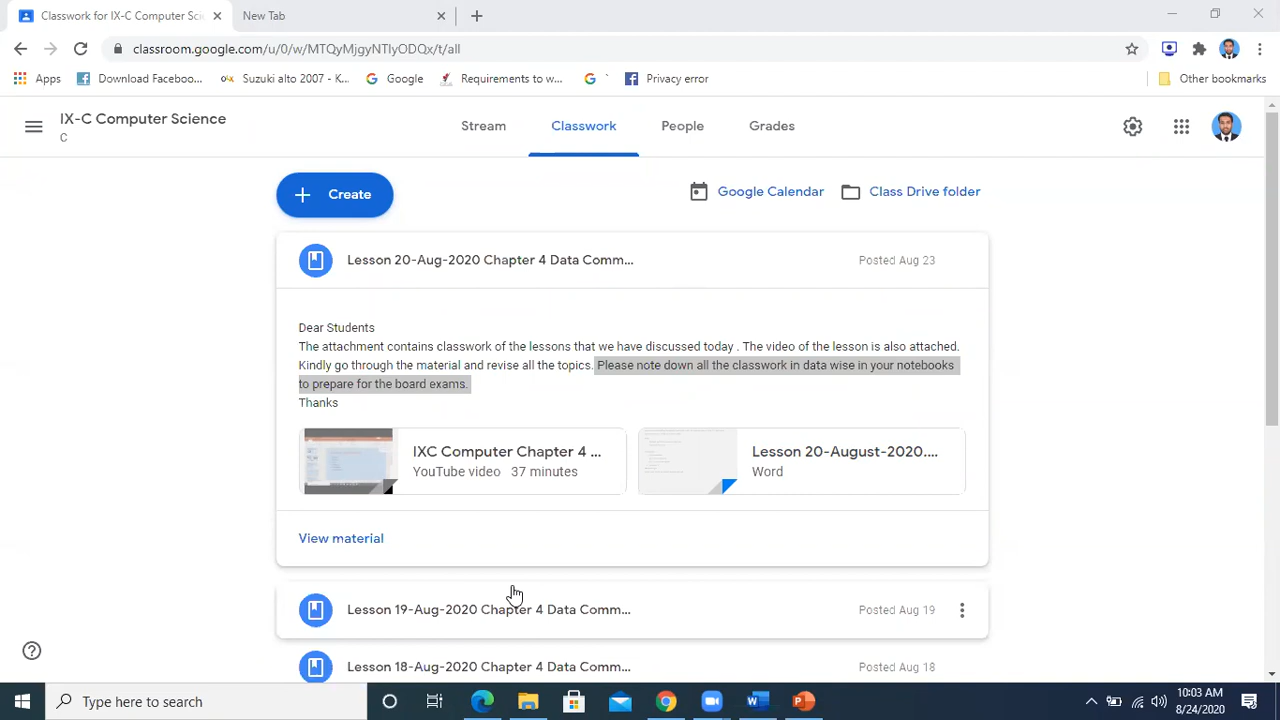 Classwork for IX-C Computer Sci
New Tab
classroom.google.com/u/0/w/MTQyMjgyNTIyODQx/t/all
Apps
Download Faceboo...
Suzuki alto 2007 - K...
Google
Requirements to w...
Privacy error
Other bookmarks
IX-C Computer Science
C
Stream
Classwork
People
Grades
Create
Google Calendar
Class Drive folder
Lesson 20-Aug-2020 Chapter 4 Data Comm...
Posted Aug 23
Dear Students
The attachment contains classwork of the lessons that we have discussed today . The video of the lesson is also attached.
Kindly go through the material and revise all the topics. Please note down all the classwork in data wise in your notebooks
to prepare for the board exams.
Thanks
IXC Computer Chapter 4 ...
YouTube video 37 minutes
Lesson 20-August-2020....
Word
View material
Lesson 19-Aug-2020 Chapter 4 Data Comm...
Posted Aug 19
Lesson 18-Aug-2020 Chapter 4 Data Comm...
Posted Aug 18
Type here to search
10:03 AM
8/24/2020